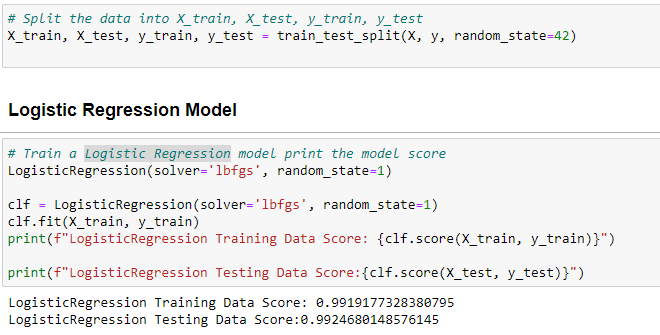 # Split the data into X_train, X_test, y_train, y_test
X_train, X_test, y_train, y_test = train_test_split(X, y, random_state=42)
Logistic Regression Model
# Train a Logistic Regression model print the model score
LogisticRegression(solver='lbfgs', random_state=1)
clf = LogisticRegression(solver='lbfgs', random_state=1)
clf.fit(X_train, y_train)
print(f"LogisticRegression Training Data Score: {clf.score(X_train, y_train)}")
print(f"LogisticRegression Testing Data Score:{clf.score(X_test, y_test)}")
LogisticRegression Training Data Score: 0.9919177328380795
LogisticRegression Testing Data Score:0.9924680148576145